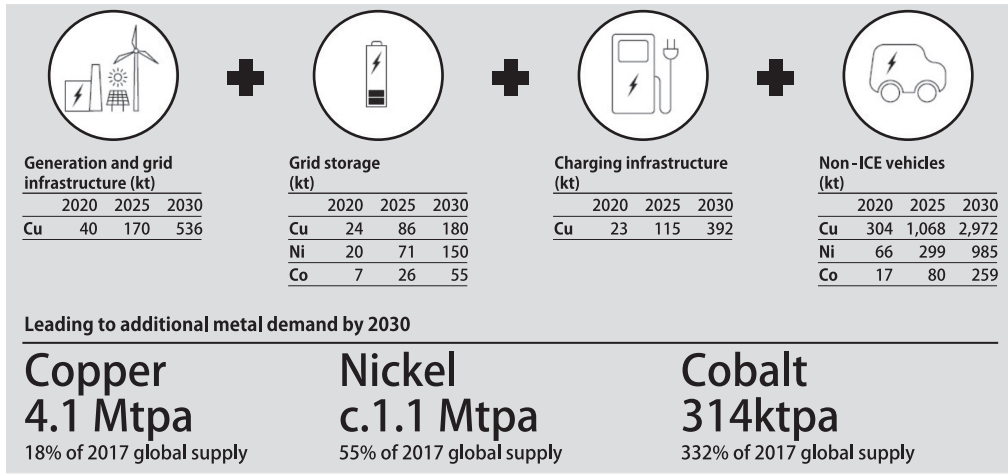 Generation and grid
infrastructure (kt)
2020 2025 2030
Cu 40 170 536
Grid storage
(kt)
2020 2025 2030
Cu 24 86 180
Ni 20 71 150
Co 7 26 55
Charging infrastructure
(kt)
2020 2025 2030
Cu 23 115 392
Non-ICE vehicles
(kt)
2020 2025 2030
Cu 304 1,068 2,972
Ni 66 299 985
Co 17 80 259
Leading to additional metal demand by 2030
Copper
4.1 Mtpa
18% of 2017 global supply
Nickel
c.1.1 Mtpa
55% of 2017 global supply
Cobalt
314ktpa
332% of 2017 global supply